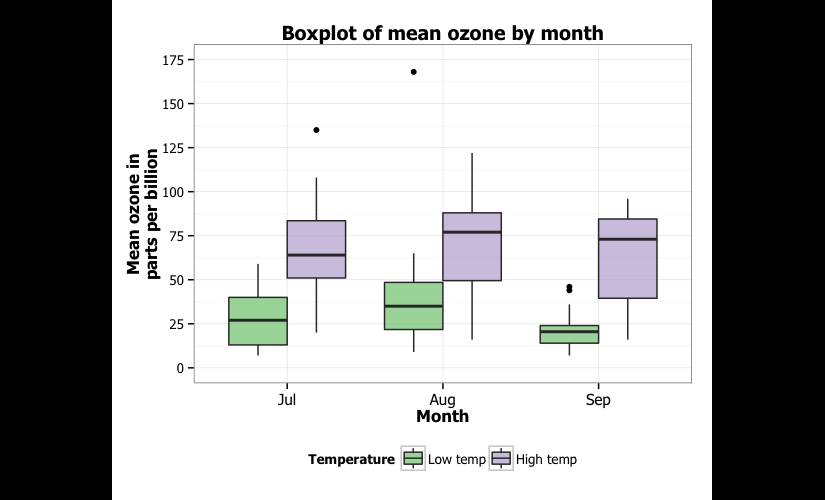 Boxplot of mean ozone by month
Mean ozone in
parts per billion
175
150
125
100
75
50
25
0
Jul Aug Sep
Month
Temperature Low temp High temp